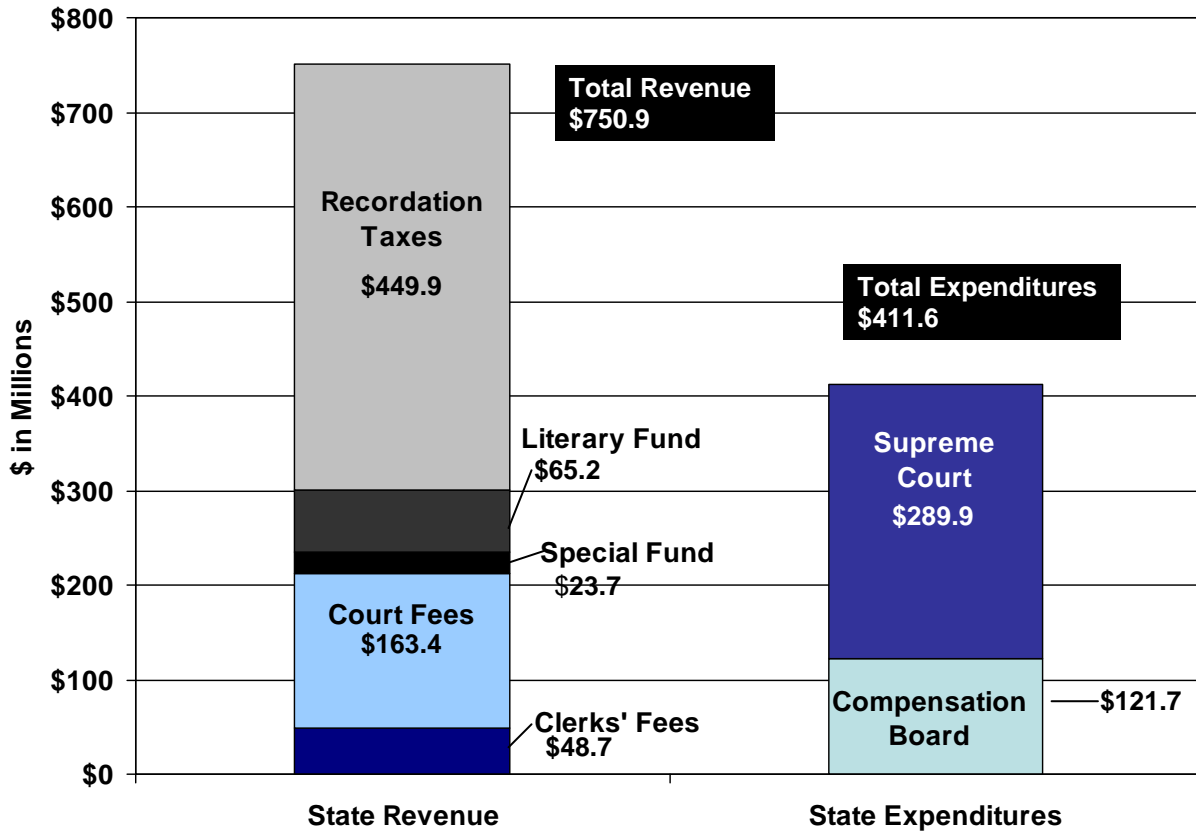 $800
$700
$600
$500
$400
$300
$200
$100
$0
$ in Millions
Total Revenue
$750.9
Recordation
Taxes
$449.9
Literary Fund
$65.2
Special Fund
$23.7
Court Fees
$163.4
Clerks' Fees
$48.7
State Revenue
Total Expenditures
$411.6
Supreme
Court
$289.9
Compensation
Board
$121.7
State Expenditures